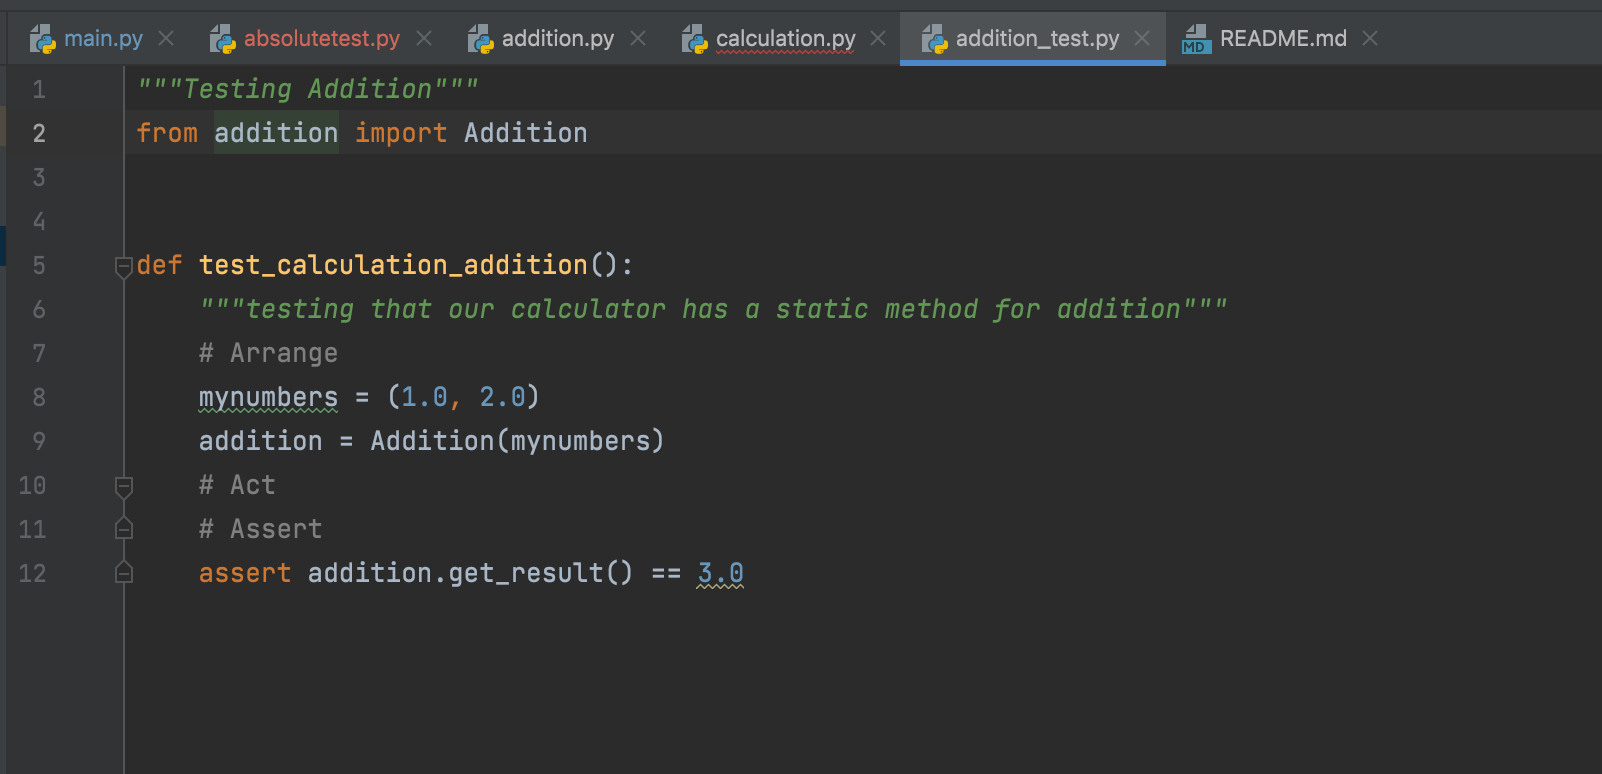 main.py absolutetest.py addition.py calculation.py addition_test.py MD README.md
1 """Testing Addition"""
2 from addition import Addition
3
4
5 def test_calculation_addition():
6 """testing that our calculator has a static method for addition"""
7 # Arrange
8 mynumbers = (1.0, 2.0)
9 addition = Addition(mynumbers)
10 # Act
11 # Assert
12 assert addition.get_result() == 3.0